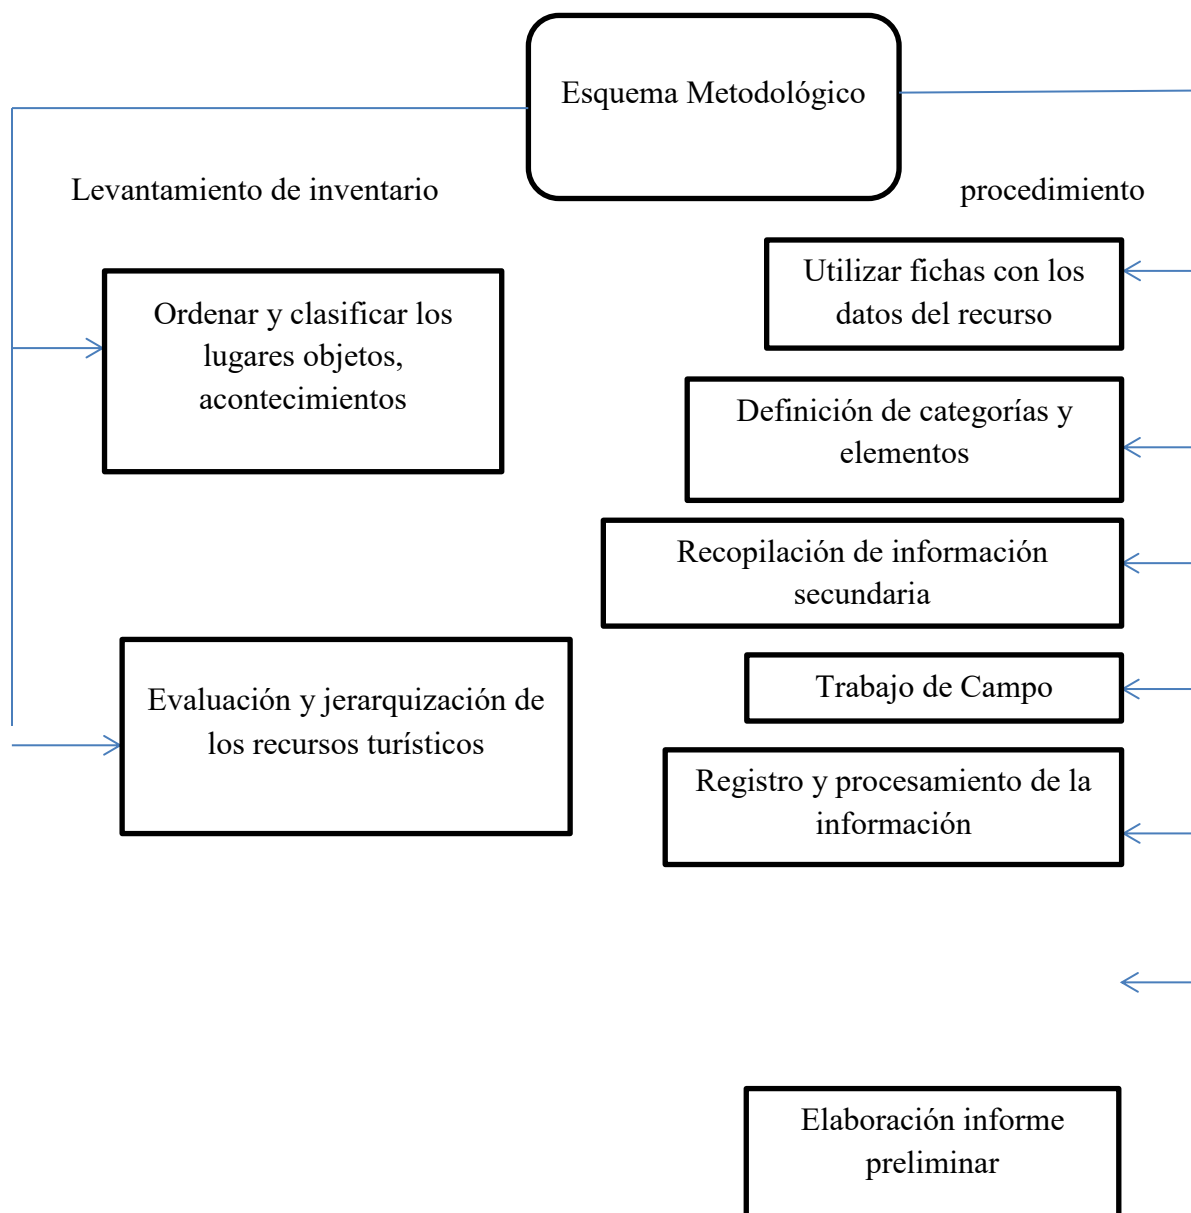 Esquema Metodológico
Levantamiento de inventario
procedimiento
Ordenar y clasificar los
lugares objetos,
acontecimientos
Evaluación y jerarquización de
los recursos turísticos
Utilizar fichas con los
datos del recurso
Definición de categorías y
elementos
Recopilación de información
secundaria
Trabajo de Campo
Registro y procesamiento de la
información
Elaboración informe
preliminar